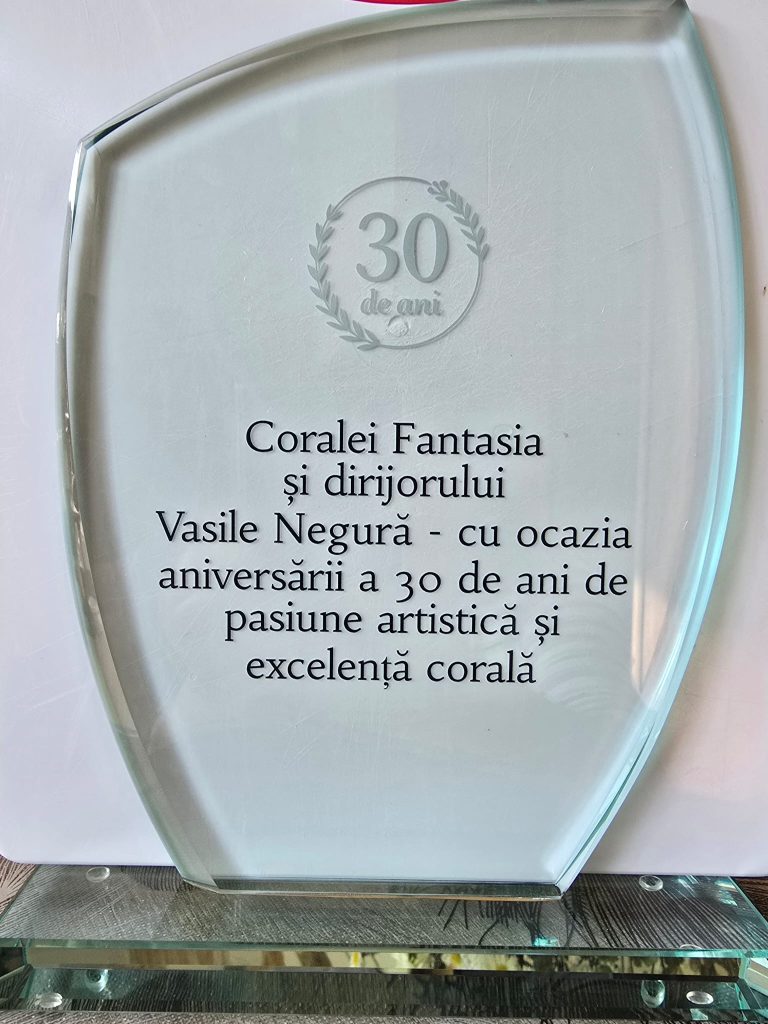 30
de ani
Coralei Fantasia
și dirijorului
Vasile Negură - cu ocazia
aniversării a 30 de ani de
pasiune artistică și
excelență corală